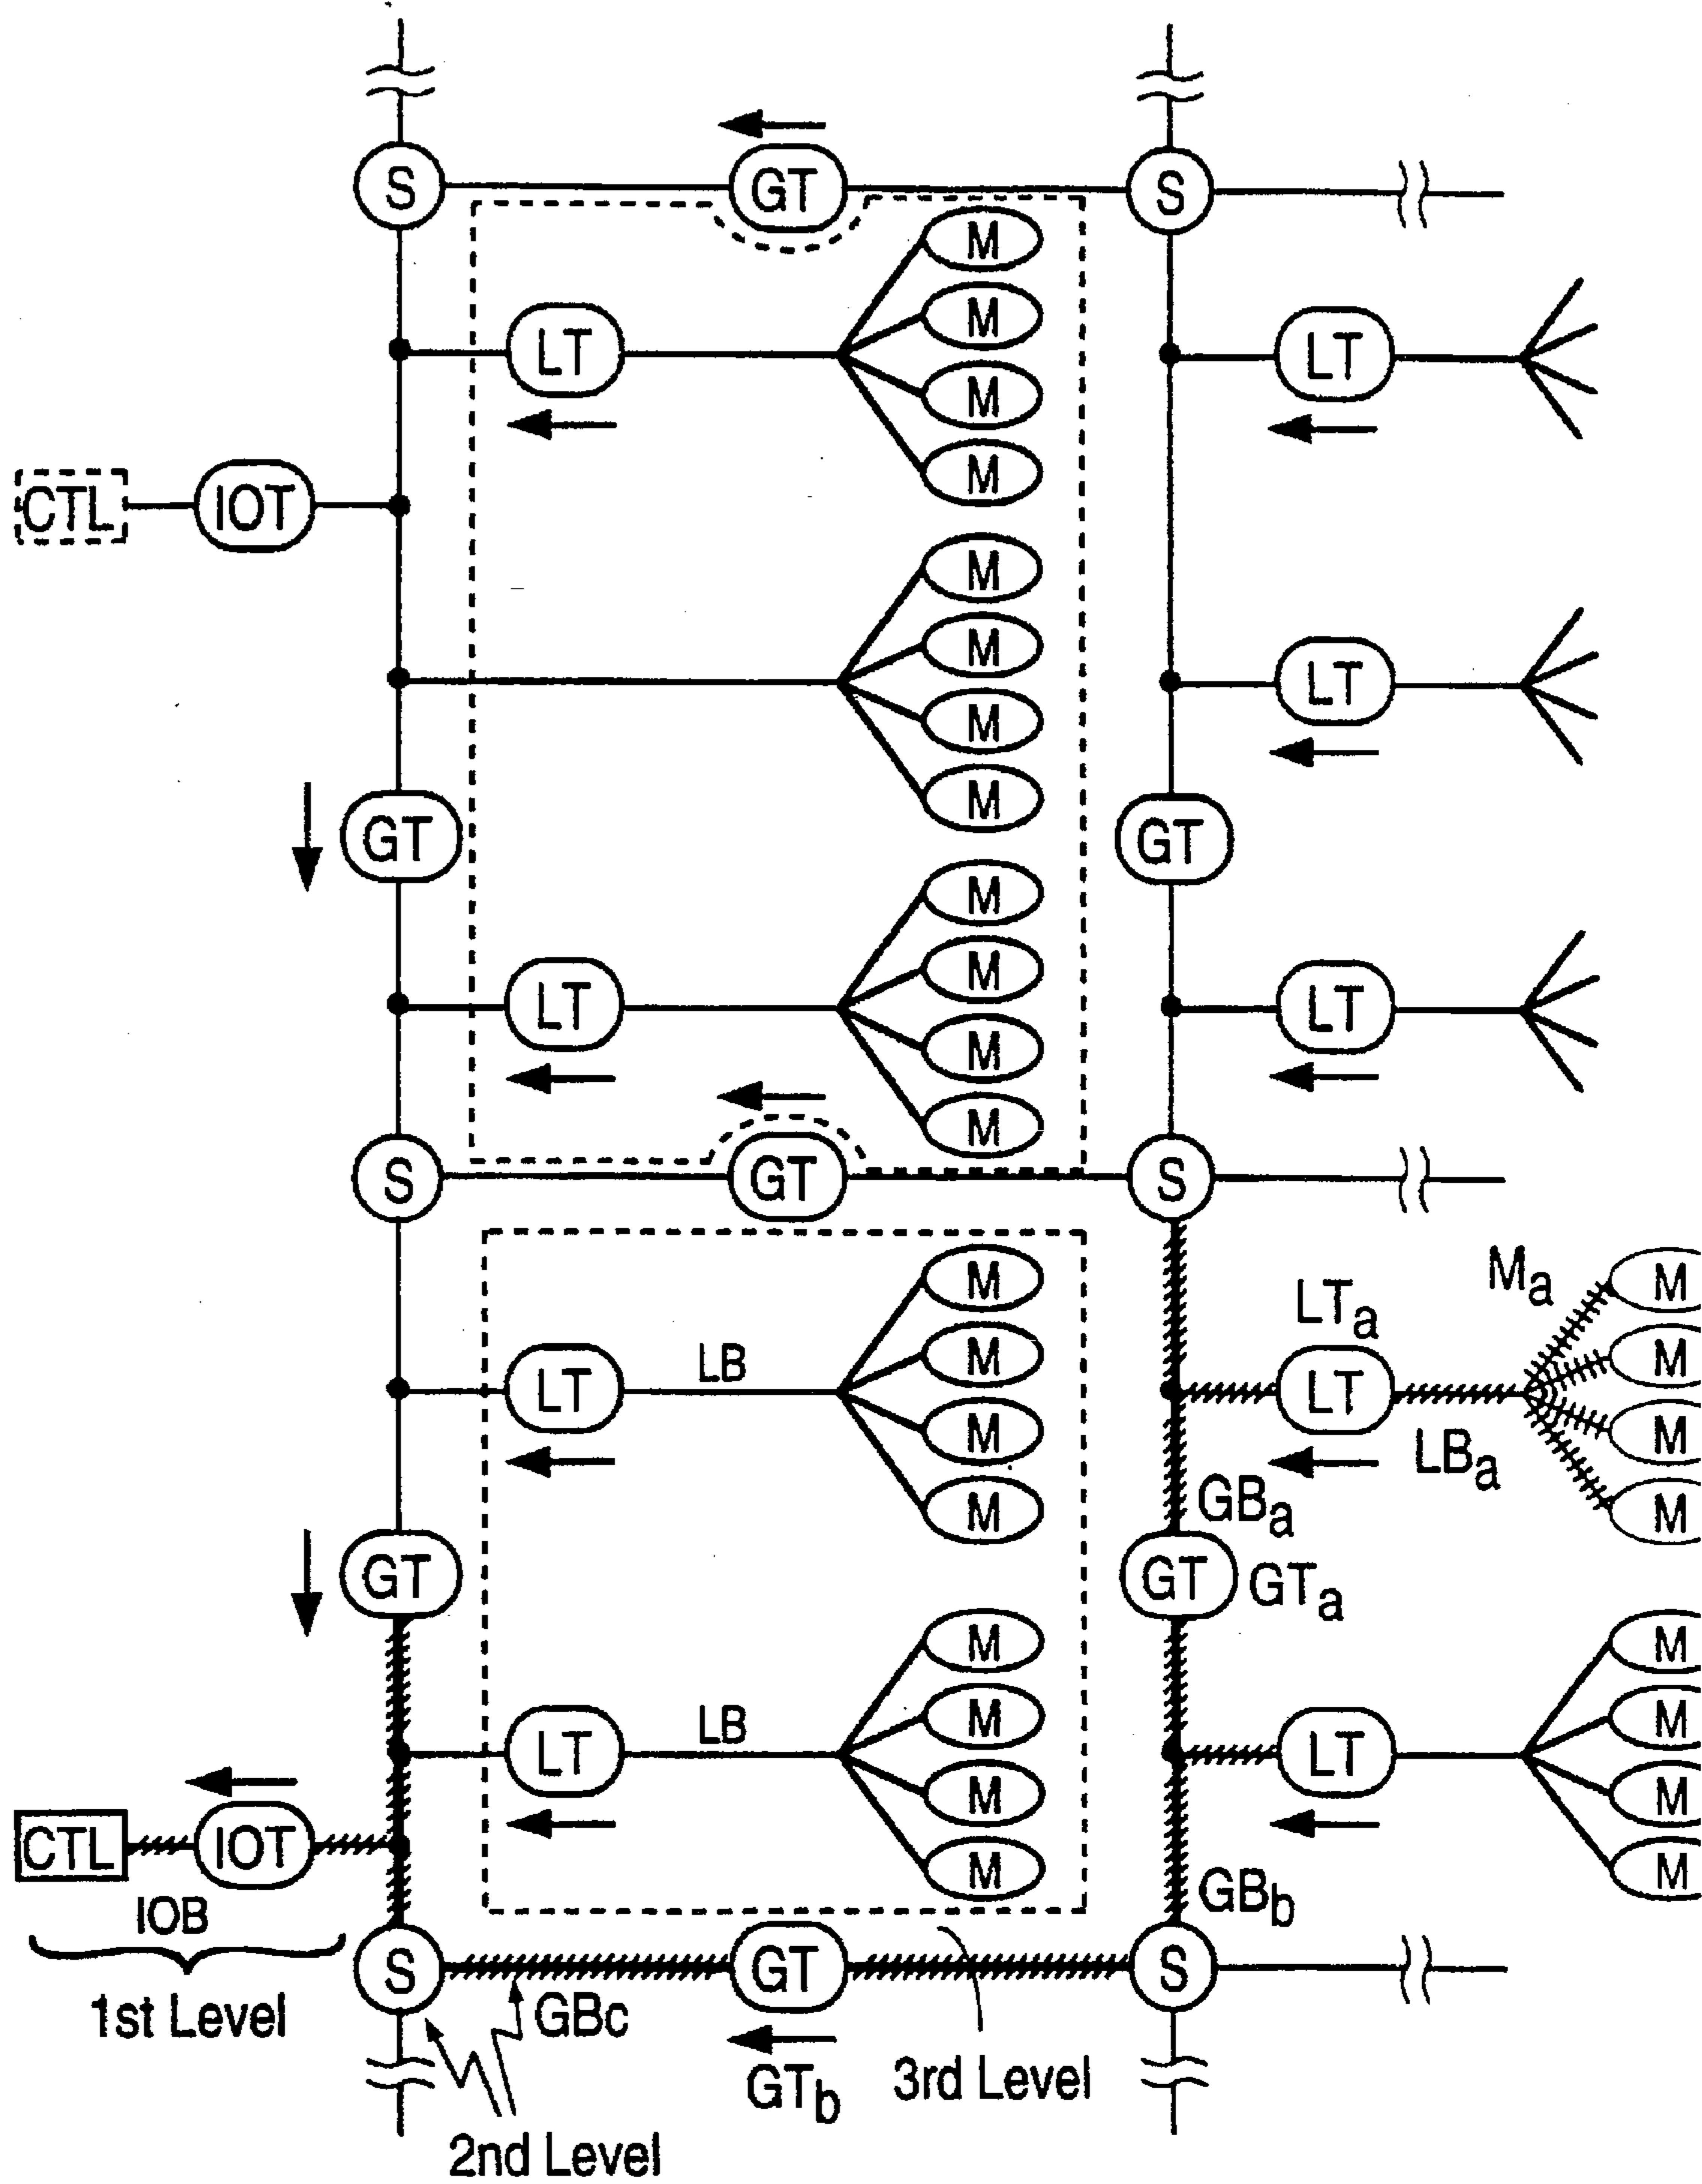 S GT S
M
M
LT LT
M
M
CTL IOT
M
M
LT
M
M
GT GT
M
M
LT LT
M
M
S GT S
M M
LT LB M LT M
M M
M M
Ma
LTa
LBa
GBa
GT GT GTa
M M
LT LB M LT M
M M
M M
CTL IOT
IOB
GBb
S GT S
1st Level
GBc
GTb
3rd Level
2nd Level